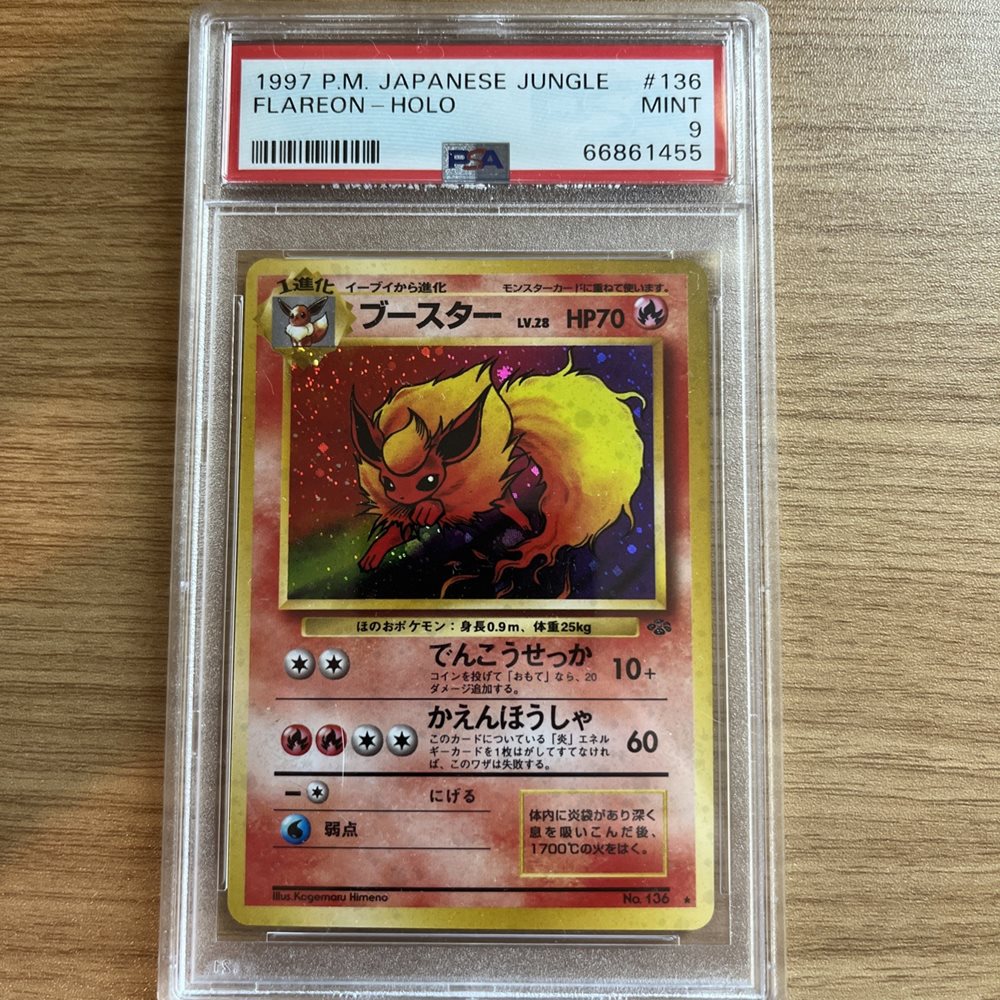 1997 P.M. JAPANESE JUNGLE #136
FLAREON - HOLO MINT
9
66861455
PSA
1進化 イーブイから進化 モンスターカードに重ねて使います。
ブースター LV.28 HP70
ほのおポケモン：身長0.9m、体重25kg
でんこうせっか 10+
コインを投げて「おもて」なら、20
ダメージ追加する。
かえんほうしゃ 60
このカードについている「炎」エネル
ギーカードを1枚はがしてすてなけれ
ば、このワザは失敗する。
にげる
弱点
体内に炎袋があり深く
息を吸いこんだ後、
1700℃の火をはく。
Illus. Kagemaru Himeno No. 136